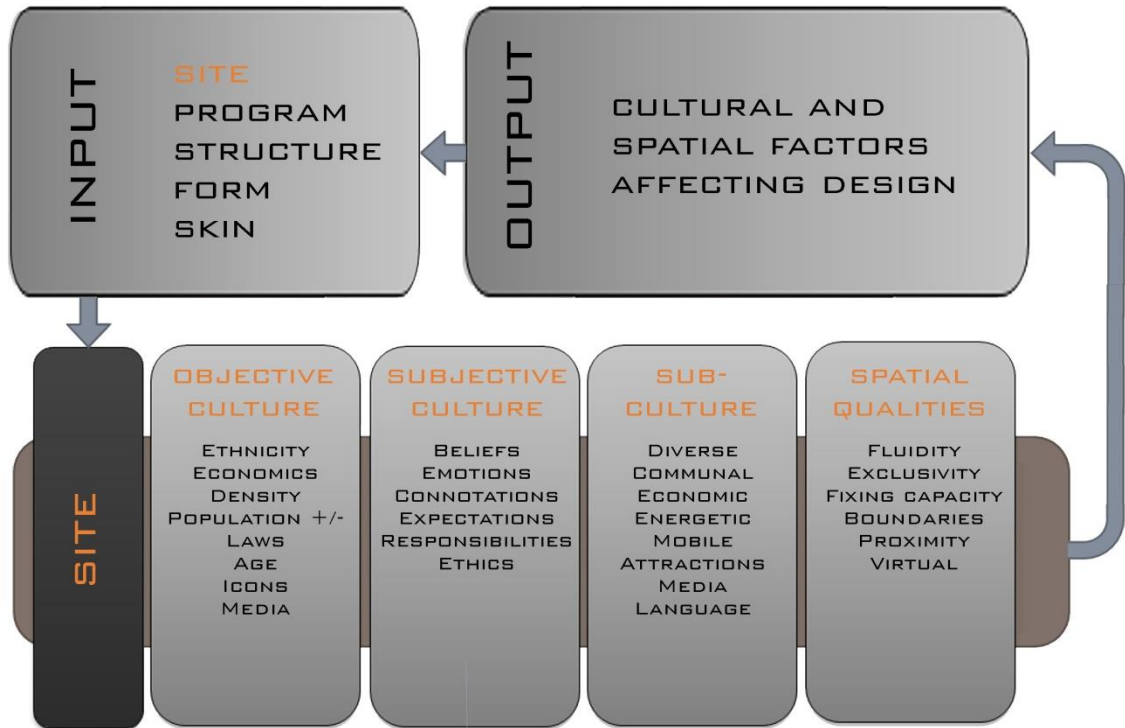 INPUT
SITE
PROGRAM
STRUCTURE
FORM
SKIN
OUTPUT
CULTURAL AND
SPATIAL FACTORS
AFFECTING DESIGN
SITE
OBJECTIVE
CULTURE
ETHNICITY
ECONOMICS
DENSITY
POPULATION +/-
LAWS
AGE
ICONS
MEDIA
SUBJECTIVE
CULTURE
BELIEFS
EMOTIONS
CONNOTATIONS
EXPECTATIONS
RESPONSIBILITIES
ETHICS
SUB-
CULTURE
DIVERSE
COMMUNAL
ECONOMIC
ENERGETIC
MOBILE
ATTRACTIONS
MEDIA
LANGUAGE
SPATIAL
QUALITIES
FLUIDITY
EXCLUSIVITY
FIXING CAPACITY
BOUNDARIES
PROXIMITY
VIRTUAL